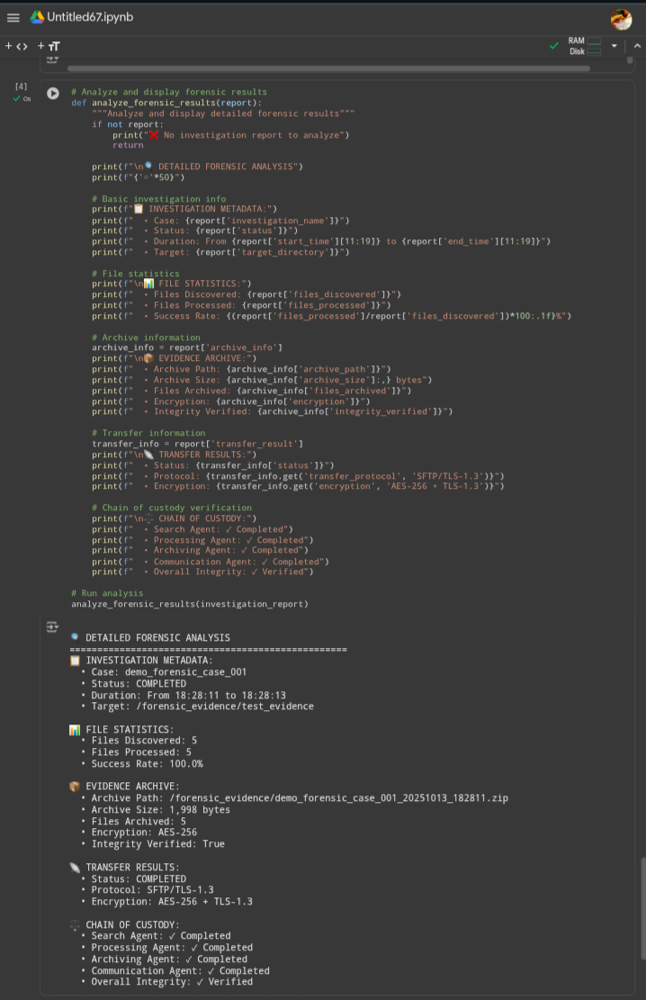 Untitled67.ipynb
+ <> + TT
RAM
Disk
[4]
0s
# Analyze and display forensic results
def analyze_forensic_results(report):
"""Analyze and display detailed forensic results"""
if not report:
print("❌ No investigation report to analyze")
return
print(f"\n🔍 DETAILED FORENSIC ANALYSIS")
print(f"{'='*50}")
# Basic investigation info
print(f"📋 INVESTIGATION METADATA:")
print(f"  • Case: {report['investigation_name']}")
print(f"  • Status: {report['status']}")
print(f"  • Duration: From {report['start_time'][11:19]} to {report['end_time'][11:19]}")
print(f"  • Target: {report['target_directory']}")
# File statistics
print(f"\n📊 FILE STATISTICS:")
print(f"  • Files Discovered: {report['files_discovered']}")
print(f"  • Files Processed: {report['files_processed']}")
print(f"  • Success Rate: {(report['files_processed']/report['files_discovered'])*100:.1f}%")
# Archive information
archive_info = report['archive_info']
print(f"\n📦 EVIDENCE ARCHIVE:")
print(f"  • Archive Path: {archive_info['archive_path']}")
print(f"  • Archive Size: {archive_info['archive_size']:,} bytes")
print(f"  • Files Archived: {archive_info['files_archived']}")
print(f"  • Encryption: {archive_info['encryption']}")
print(f"  • Integrity Verified: {archive_info['integrity_verified']}")
# Transfer information
transfer_info = report['transfer_result']
print(f"\n📡 TRANSFER RESULTS:")
print(f"  • Status: {transfer_info['status']}")
print(f"  • Protocol: {transfer_info.get('transfer_protocol', 'SFTP/TLS-1.3')}")
print(f"  • Encryption: {transfer_info.get('encryption', 'AES-256 + TLS-1.3')}")
# Chain of custody verification
print(f"\n⚖️ CHAIN OF CUSTODY:")
print(f"  • Search Agent: ✓ Completed")
print(f"  • Processing Agent: ✓ Completed")
print(f"  • Archiving Agent: ✓ Completed")
print(f"  • Communication Agent: ✓ Completed")
print(f"  • Overall Integrity: ✓ Verified")
# Run analysis
analyze_forensic_results(investigation_report)
🔍 DETAILED FORENSIC ANALYSIS
==================================================
📋 INVESTIGATION METADATA:
• Case: demo_forensic_case_001
• Status: COMPLETED
• Duration: From 18:28:11 to 18:28:13
• Target: /forensic_evidence/test_evidence
📊 FILE STATISTICS:
• Files Discovered: 5
• Files Processed: 5
• Success Rate: 100.0%
📦 EVIDENCE ARCHIVE:
• Archive Path: /forensic_evidence/demo_forensic_case_001_20251013_182811.zip
• Archive Size: 1,998 bytes
• Files Archived: 5
• Encryption: AES-256
• Integrity Verified: True
📡 TRANSFER RESULTS:
• Status: COMPLETED
• Protocol: SFTP/TLS-1.3
• Encryption: AES-256 + TLS-1.3
⚖️ CHAIN OF CUSTODY:
• Search Agent: ✓ Completed
• Processing Agent: ✓ Completed
• Archiving Agent: ✓ Completed
• Communication Agent: ✓ Completed
• Overall Integrity: ✓ Verified